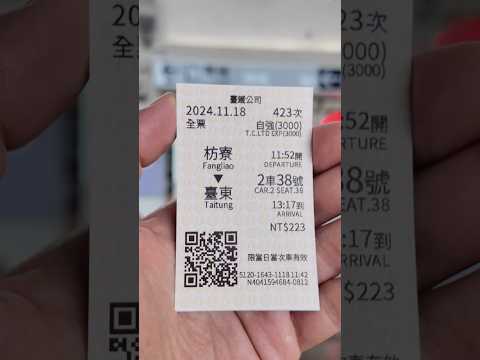 臺鐵公司
2024.11.18 423次
全票 自強(3000)
T.C.LTD EXP(3000)
枋寮 11:52開
Fangliao DEPARTURE
▼ 2車38號
臺東 CAR.2 SEAT.38
Taitung 13:17到
ARRIVAL
NT$223
限當日當次車有效
5120-1643-1118 11:42
N4041594684-0812